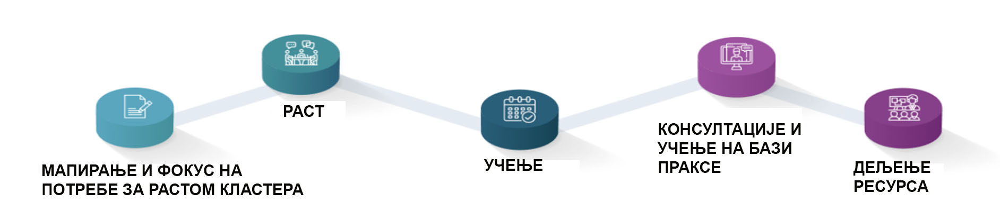 МАПИРАЊЕ И ФОКУС НА
ПОТРЕБЕ ЗА РАСТОМ КЛАСТЕРА
РАСТ
УЧЕЊЕ
КОНСУЛТАЦИЈЕ И
УЧЕЊЕ НА БАЗИ
ПРАКСЕ
ДЕЉЕЊЕ
РЕСУРСА